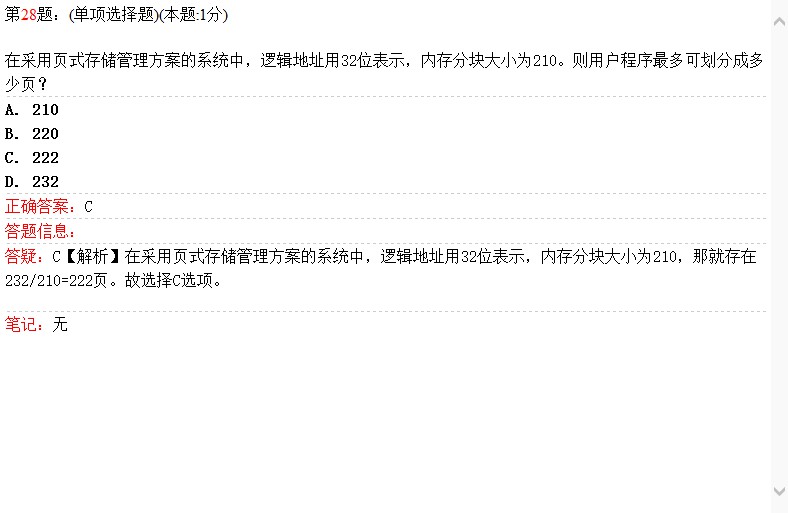 第28题：(单项选择题)(本题:1分)
在采用页式存储管理方案的系统中，逻辑地址用32位表示，内存分块大小为210。则用户程序最多可划分成多
少页？
A. 210
B. 220
C. 222
D. 232
正确答案：C
答题信息：
答疑：C【解析】在采用页式存储管理方案的系统中，逻辑地址用32位表示，内存分块大小为210，那就存在
232/210=222页。故选择C选项。
笔记：无